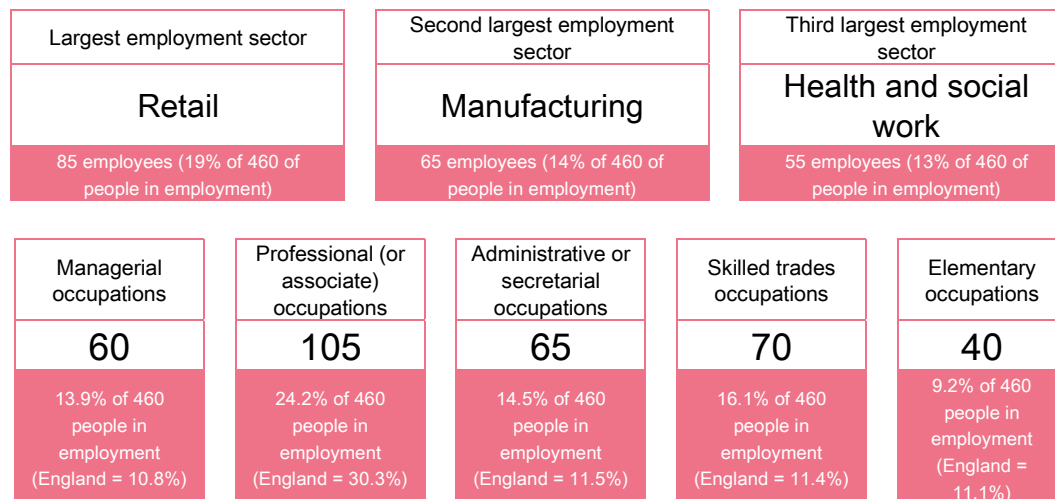 Largest employment sector
Retail
85 employees (19% of 460 of
people in employment)
Second largest employment
sector
Manufacturing
65 employees (14% of 460 of
people in employment)
Third largest employment
sector
Health and social
work
55 employees (13% of 460 of
people in employment)
Managerial
occupations
60
13.9% of 460
people in
employment
(England = 10.8%)
Professional (or
associate)
occupations
105
24.2% of 460
people in
employment
(England = 30.3%)
Administrative or
secretarial
occupations
65
14.5% of 460
people in
employment
(England = 11.5%)
Skilled trades
occupations
70
16.1% of 460
people in
employment
(England = 11.4%)
Elementary
occupations
40
9.2% of 460
people in
employment
(England =
11.1%)